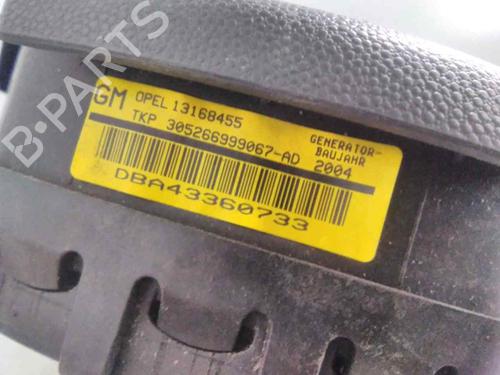 GM OPEL 13168455
TKP 305266999067-AD
GENERATOR-
BAUJAHR
2004
DBA43360733
B-PARTS